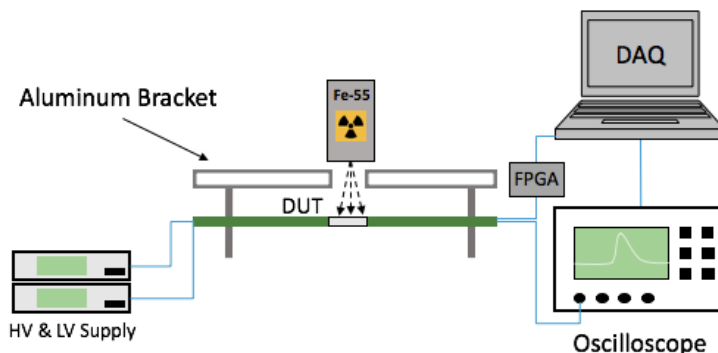 DAQ
Fe-55
Aluminum Bracket
FPGA
DUT
HV & LV Supply
Oscilloscope